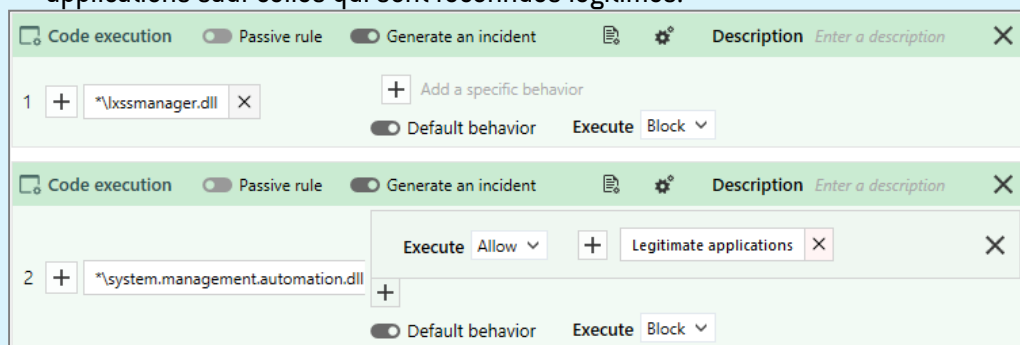 applications sauf celles qui sont reconnues légitimes.
Code execution Passive rule Generate an incident Description Enter a description
1 *\lxssmanager.dll Add a specific behavior
Default behavior Execute Block
Code execution Passive rule Generate an incident Description Enter a description
Execute Allow Legitimate applications
2 *\system.management.automation.dll
Default behavior Execute Block